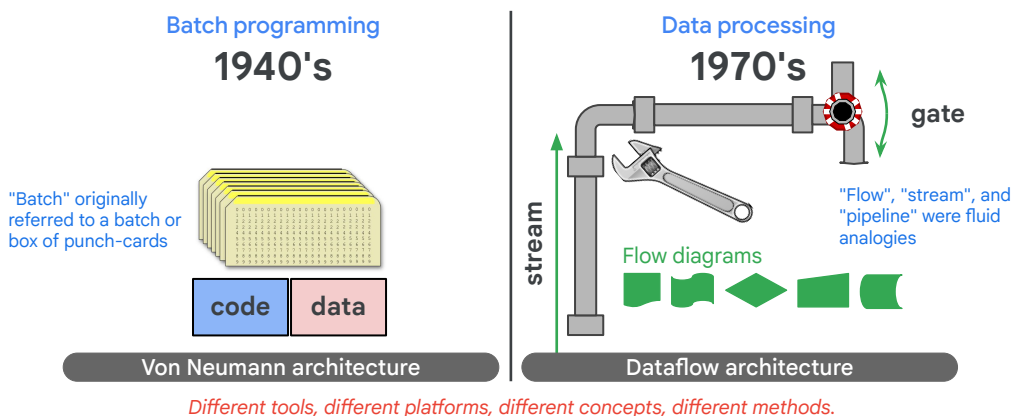 Batch programming
1940's
"Batch" originally
referred to a batch or
box of punch-cards
code
data
Von Neumann architecture
Data processing
1970's
gate
stream
"Flow", "stream", and
"pipeline" were fluid
analogies
Flow diagrams
Dataflow architecture
Different tools, different platforms, different concepts, different methods.